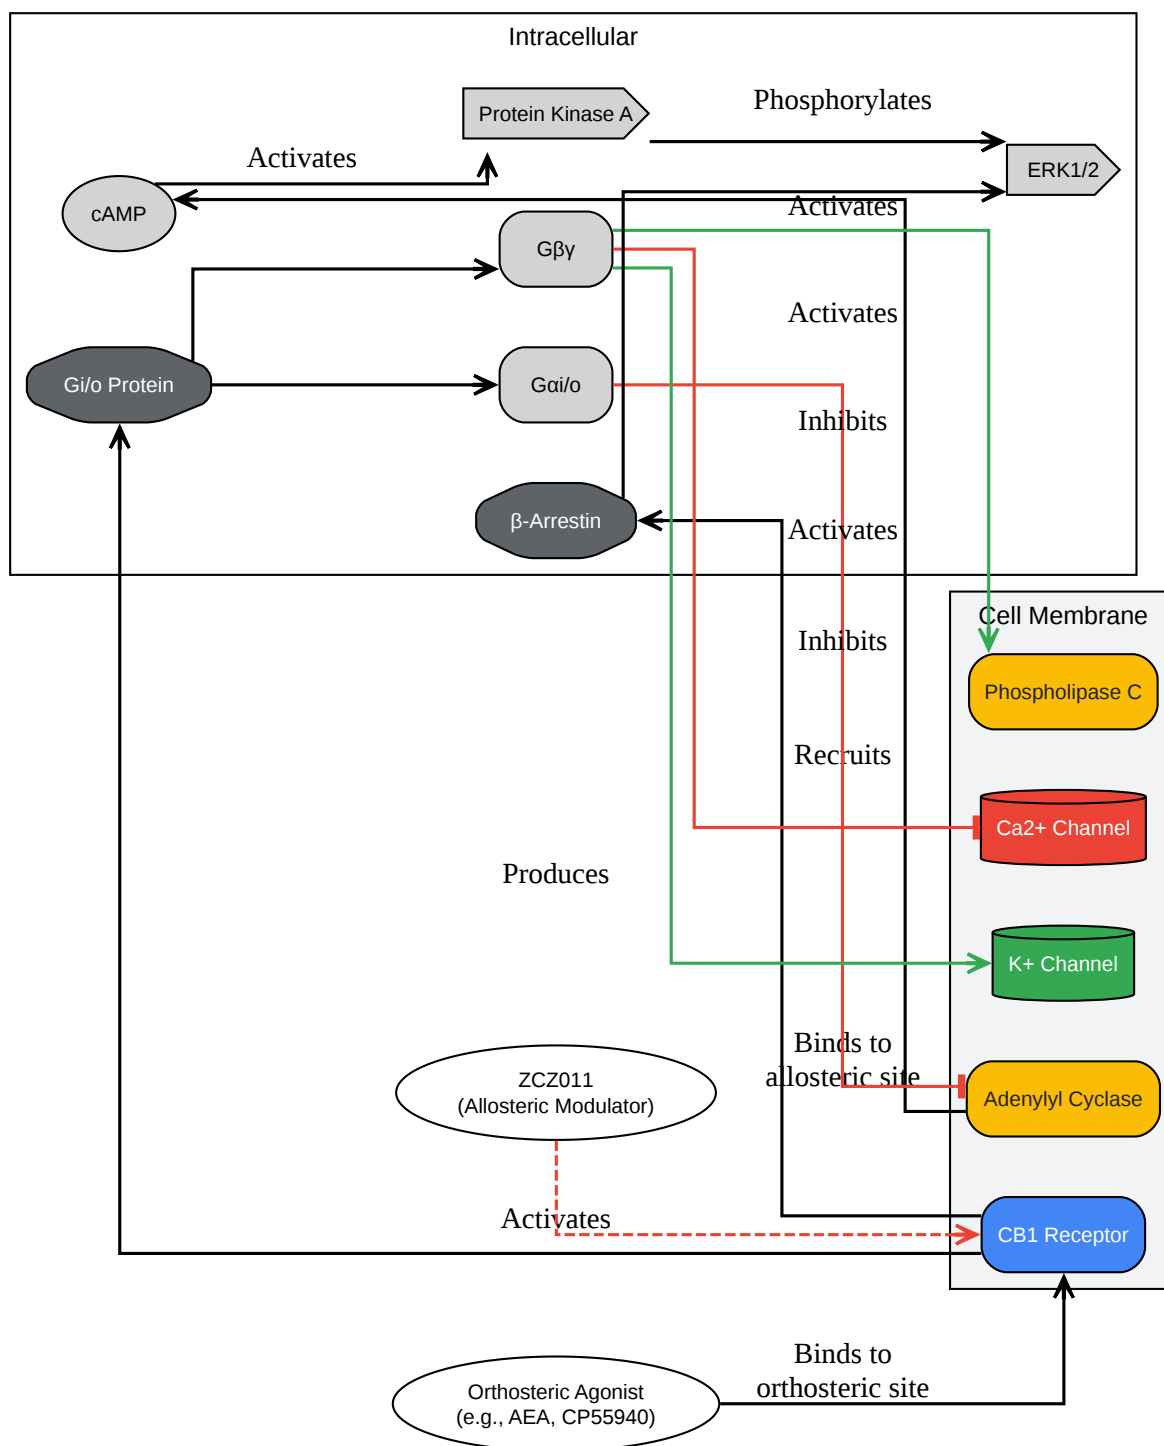 Intracellular
Protein Kinase A
Phosphorylates
Activates
ERK1/2
cAMP
Activates
Gβγ
Activates
Gi/o Protein
Gαi/o
Inhibits
β-Arrestin
Activates
Cell Membrane
Inhibits
Phospholipase C
Recruits
Ca2+ Channel
Produces
K+ Channel
Binds to
allosteric site
ZCZ011
(Allosteric Modulator)
Adenylyl Cyclase
Activates
CB1 Receptor
Binds to
orthosteric site
Orthosteric Agonist
(e.g., AEA, CP55940)